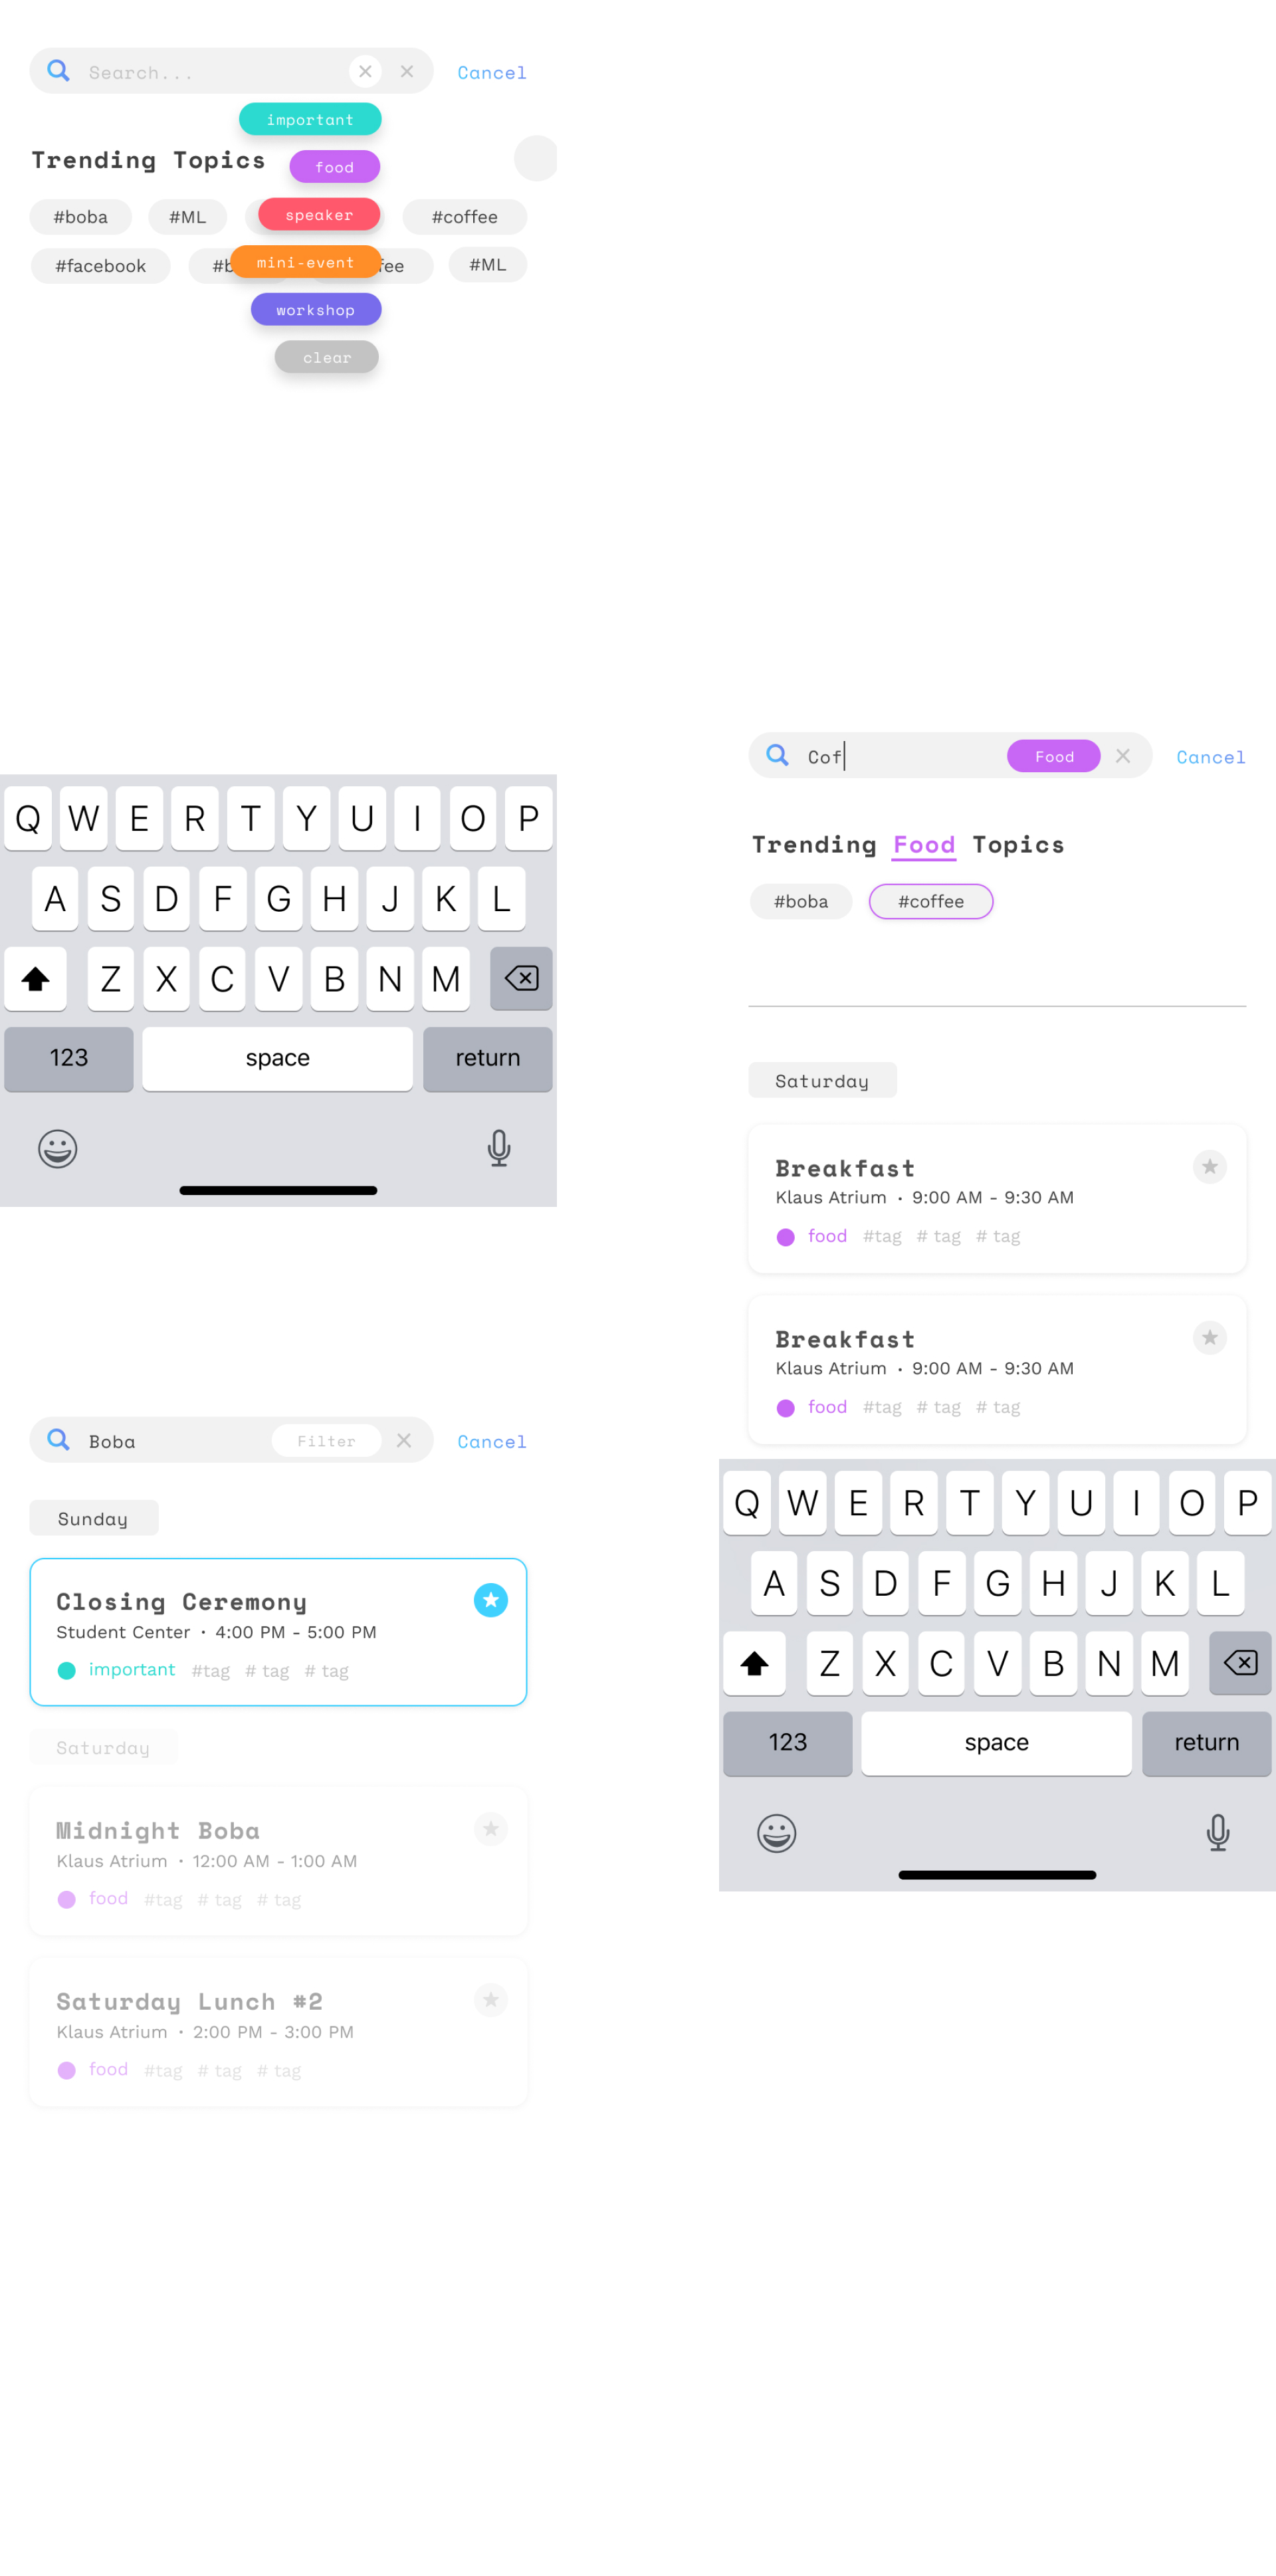 Search... Cancel
important
Trending Topics food
#boba #ML speaker #coffee
#facebook mini-event #ML
workshop
clear
Q W E R T Y U I O P
A S D F G H J K L
Z X C V B N M
123 space return
Cof Food Cancel
Trending Food Topics
#boba #coffee
Saturday
Breakfast
Klaus Atrium · 9:00 AM - 9:30 AM
food #tag # tag # tag
Breakfast
Klaus Atrium · 9:00 AM - 9:30 AM
food #tag # tag # tag
Q W E R T Y U I O P
A S D F G H J K L
Z X C V B N M
123 space return
Boba Filter Cancel
Sunday
Closing Ceremony
Student Center · 4:00 PM - 5:00 PM
important #tag # tag # tag
Saturday
Midnight Boba
Klaus Atrium · 12:00 AM - 1:00 AM
food #tag # tag # tag
Saturday Lunch #2
Klaus Atrium · 2:00 PM - 3:00 PM
food #tag # tag # tag